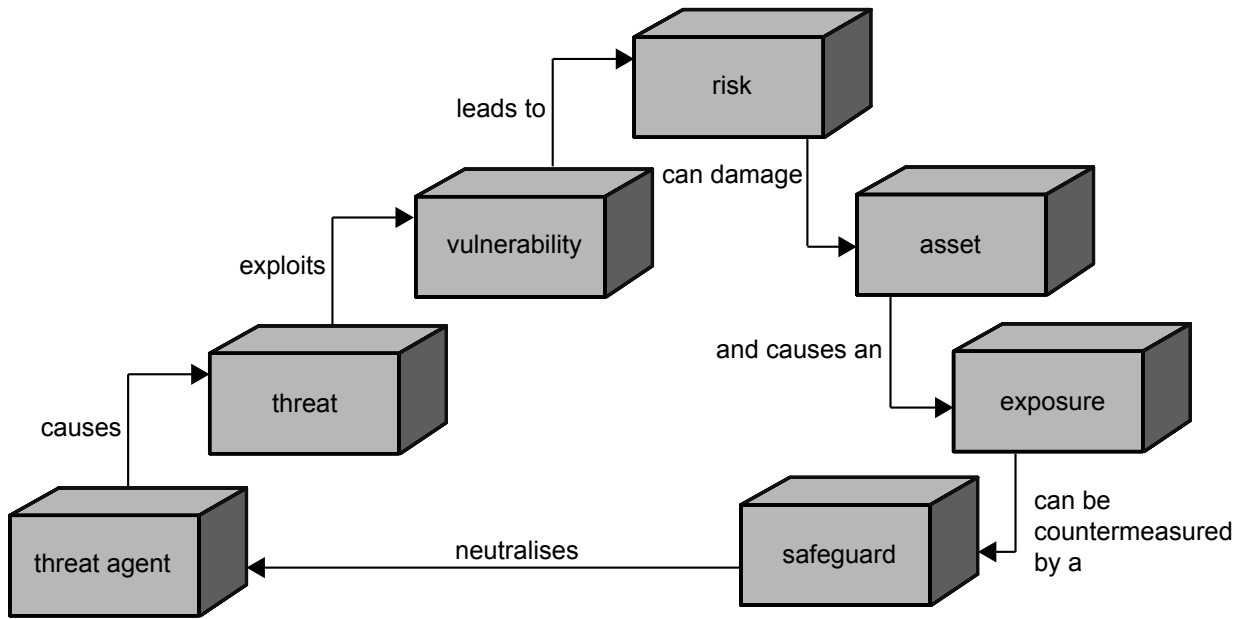 risk
leads to
can damage
vulnerability
asset
exploits
and causes an
exposure
threat
causes
can be
countermeasured
by a
safeguard
neutralises
threat agent